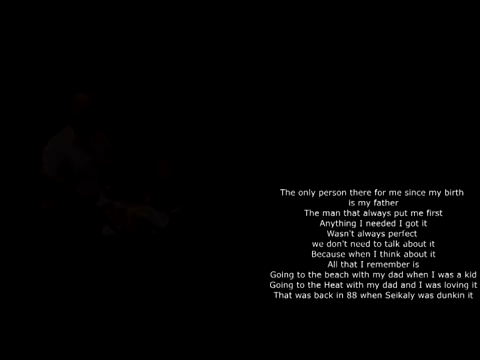 The only person there for me since my birth
is my father
The man that always put me first
Anything I needed I got it
Wasn't always perfect
we don't need to talk about it
Because when I think about it
All that I remember is
Going to the beach with my dad when I was a kid
Going to the Heat with my dad and I was loving it
That was back in 88 when Seikaly was dunkin it